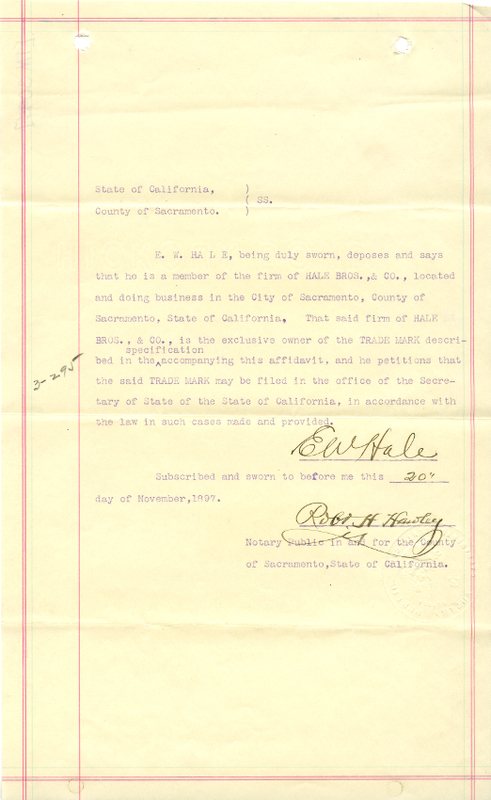 State of California, )
( SS.
County of Sacramento. )
E. W. HA L E, being duly sworn, deposes and says
that he is a member of the firm of HALE BROS.,& CO., located
and doing business in the City of Sacramento, County of
Sacramento, State of California, That said firm of HALE
BROS., & CO., is the exclusive owner of the TRADE MARK descri-
specification
bed in the accompanying this affidavit, and he petitions that
3-295
the said TRADE MARK may be filed in the office of the Secre-
tary of State of the State of California, in accordance with
the law in such cases made and provided.
E W Hale
Subscribed and sworn to before me this 20"
day of November,1897.
Robt. H Hawley
Notary Public in and for the County
of Sacramento,State of California.